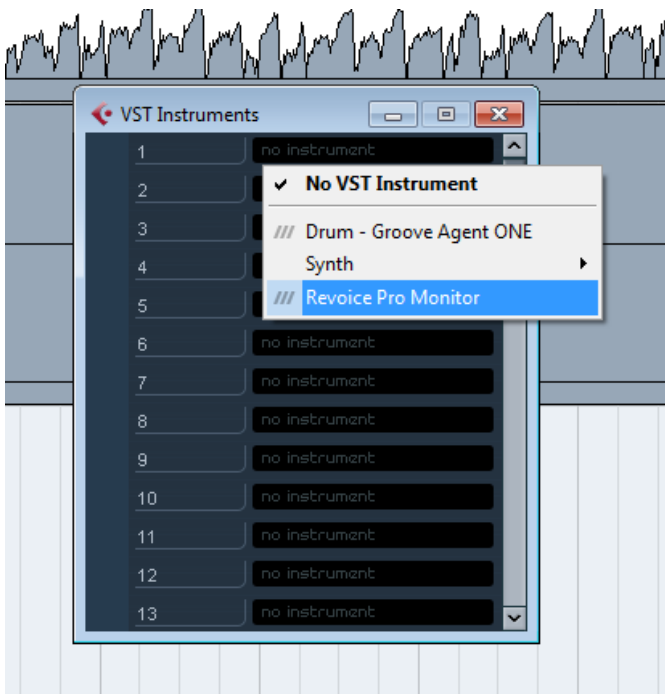 VST Instruments
1 no instrument
✓ No VST Instrument
2
/// Drum - Groove Agent ONE
3
Synth
4
/// Revoice Pro Monitor
5
6 no instrument
7 no instrument
8 no instrument
9 no instrument
10 no instrument
11 no instrument
12 no instrument
13 no instrument